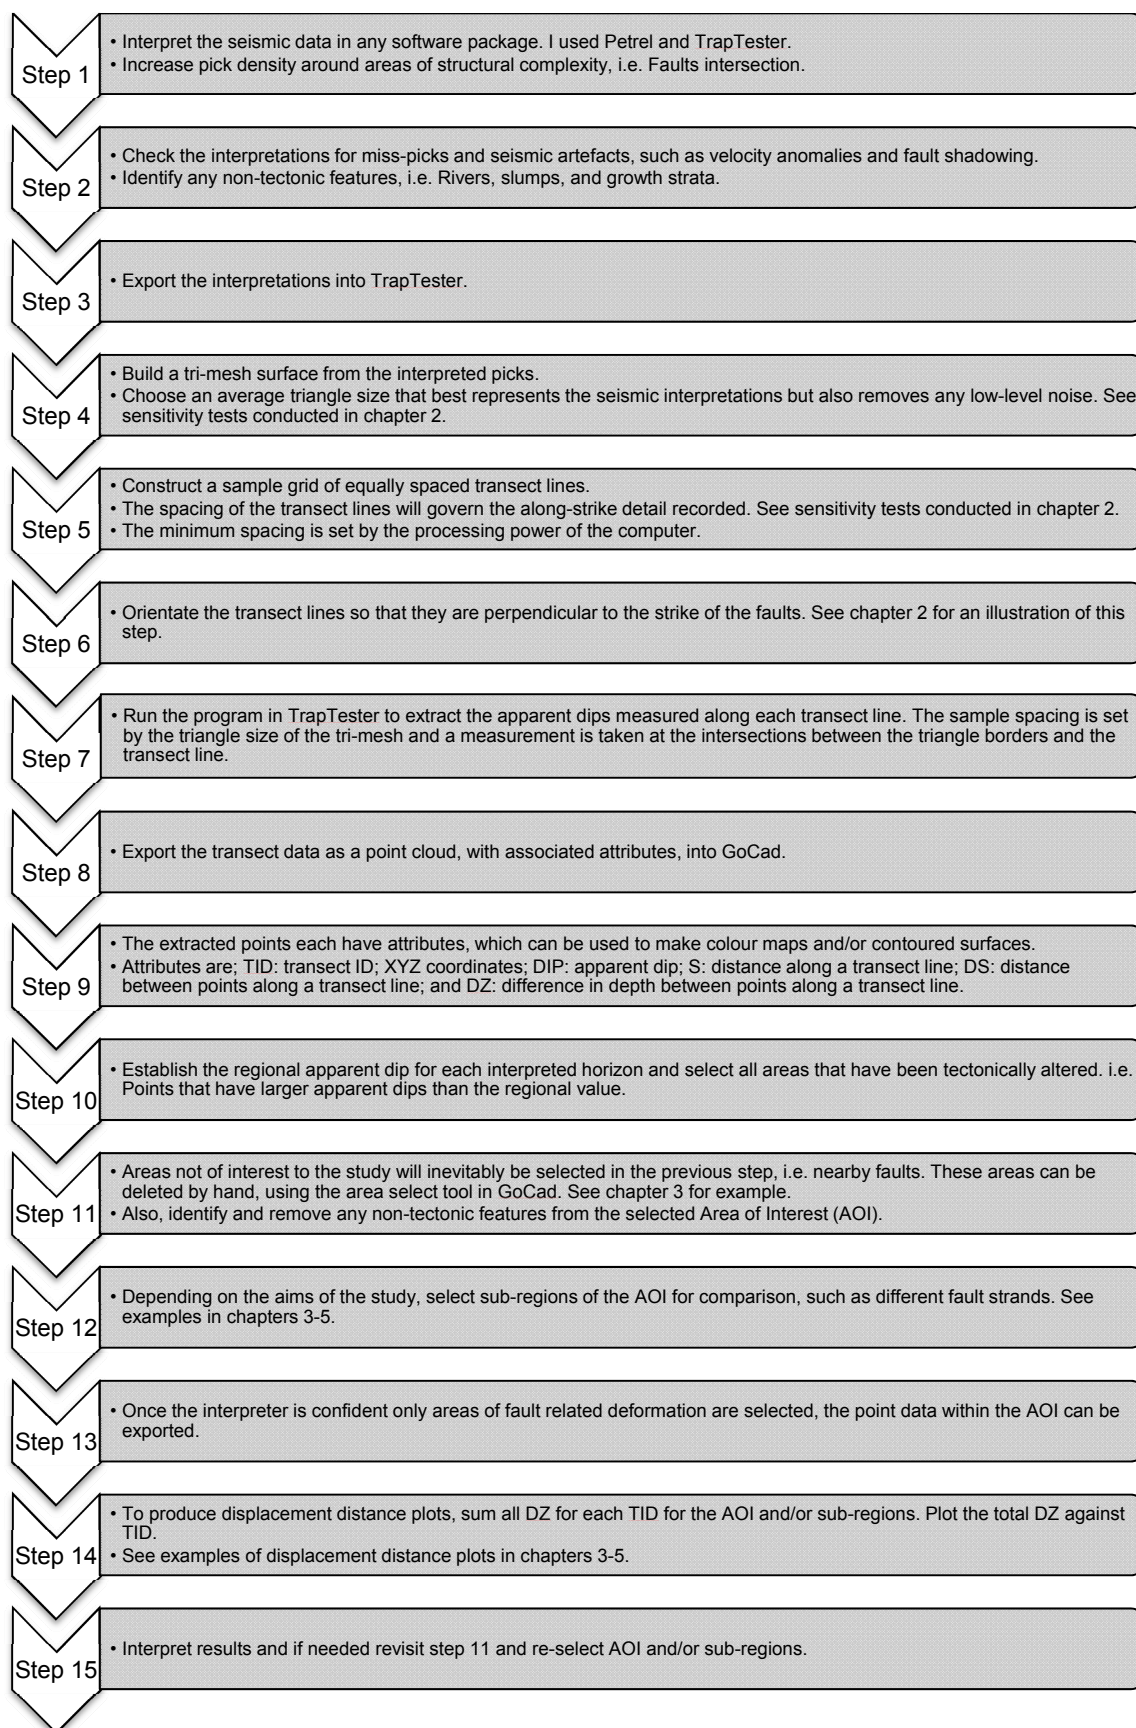 Step 1
• Interpret the seismic data in any software package. I used Petrel and TrapTester.
• Increase pick density around areas of structural complexity, i.e. Faults intersection.
Step 2
• Check the interpretations for miss-picks and seismic artefacts, such as velocity anomalies and fault shadowing.
• Identify any non-tectonic features, i.e. Rivers, slumps, and growth strata.
Step 3
• Export the interpretations into TrapTester.
Step 4
• Build a tri-mesh surface from the interpreted picks.
• Choose an average triangle size that best represents the seismic interpretations but also removes any low-level noise. See
sensitivity tests conducted in chapter 2.
Step 5
• Construct a sample grid of equally spaced transect lines.
• The spacing of the transect lines will govern the along-strike detail recorded. See sensitivity tests conducted in chapter 2.
• The minimum spacing is set by the processing power of the computer.
Step 6
• Orientate the transect lines so that they are perpendicular to the strike of the faults. See chapter 2 for an illustration of this
step.
Step 7
• Run the program in TrapTester to extract the apparent dips measured along each transect line. The sample spacing is set
by the triangle size of the tri-mesh and a measurement is taken at the intersections between the triangle borders and the
transect line.
Step 8
• Export the transect data as a point cloud, with associated attributes, into GoCad.
Step 9
• The extracted points each have attributes, which can be used to make colour maps and/or contoured surfaces.
• Attributes are; TID: transect ID; XYZ coordinates; DIP: apparent dip; S: distance along a transect line; DS: distance
between points along a transect line; and DZ: difference in depth between points along a transect line.
Step 10
• Establish the regional apparent dip for each interpreted horizon and select all areas that have been tectonically altered. i.e.
Points that have larger apparent dips than the regional value.
Step 11
• Areas not of interest to the study will inevitably be selected in the previous step, i.e. nearby faults. These areas can be
deleted by hand, using the area select tool in GoCad. See chapter 3 for example.
• Also, identify and remove any non-tectonic features from the selected Area of Interest (AOI).
Step 12
• Depending on the aims of the study, select sub-regions of the AOI for comparison, such as different fault strands. See
examples in chapters 3-5.
Step 13
• Once the interpreter is confident only areas of fault related deformation are selected, the point data within the AOI can be
exported.
Step 14
• To produce displacement distance plots, sum all DZ for each TID for the AOI and/or sub-regions. Plot the total DZ against
TID.
• See examples of displacement distance plots in chapters 3-5.
Step 15
• Interpret results and if needed revisit step 11 and re-select AOI and/or sub-regions.